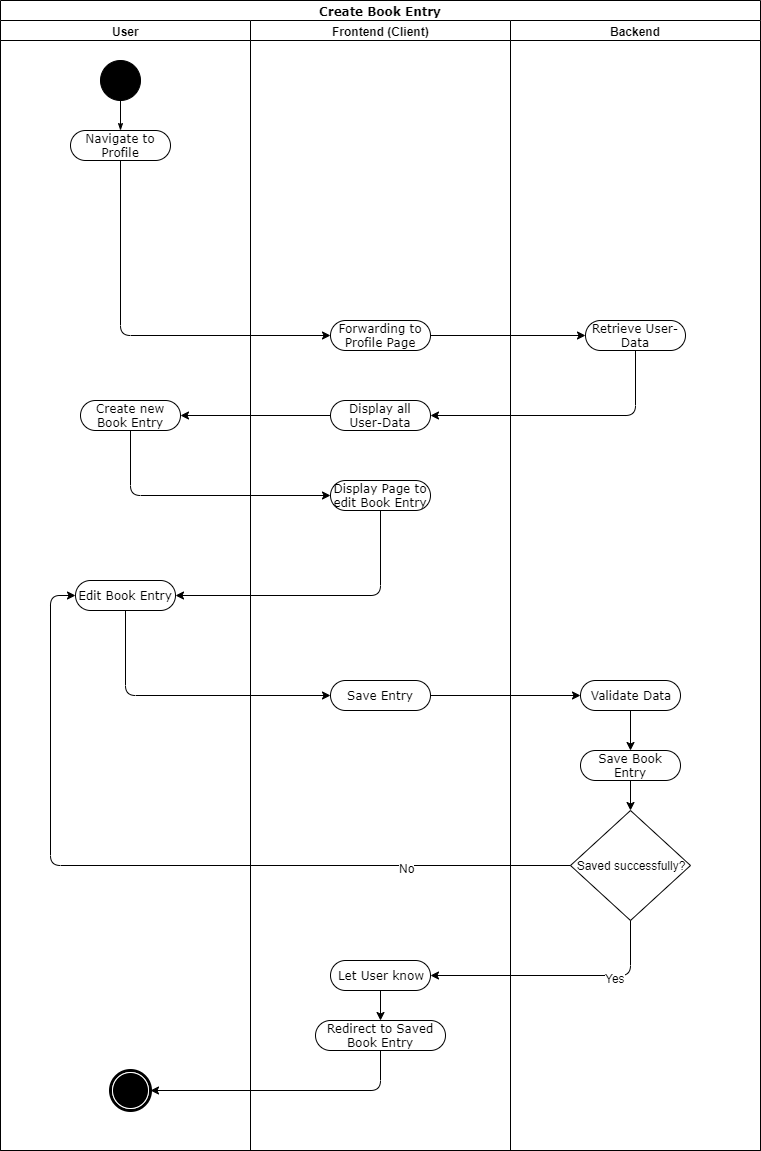 Create Book Entry
User
Frontend (Client)
Backend
Navigate to
Profile
Forwarding to
Profile Page
Retrieve User-
Data
Create new
Book Entry
Display all
User-Data
Display Page to
edit Book Entry
Edit Book Entry
Save Entry
Validate Data
Save Book
Entry
Saved successfully?
No
Let User know
Yes
Redirect to Saved
Book Entry